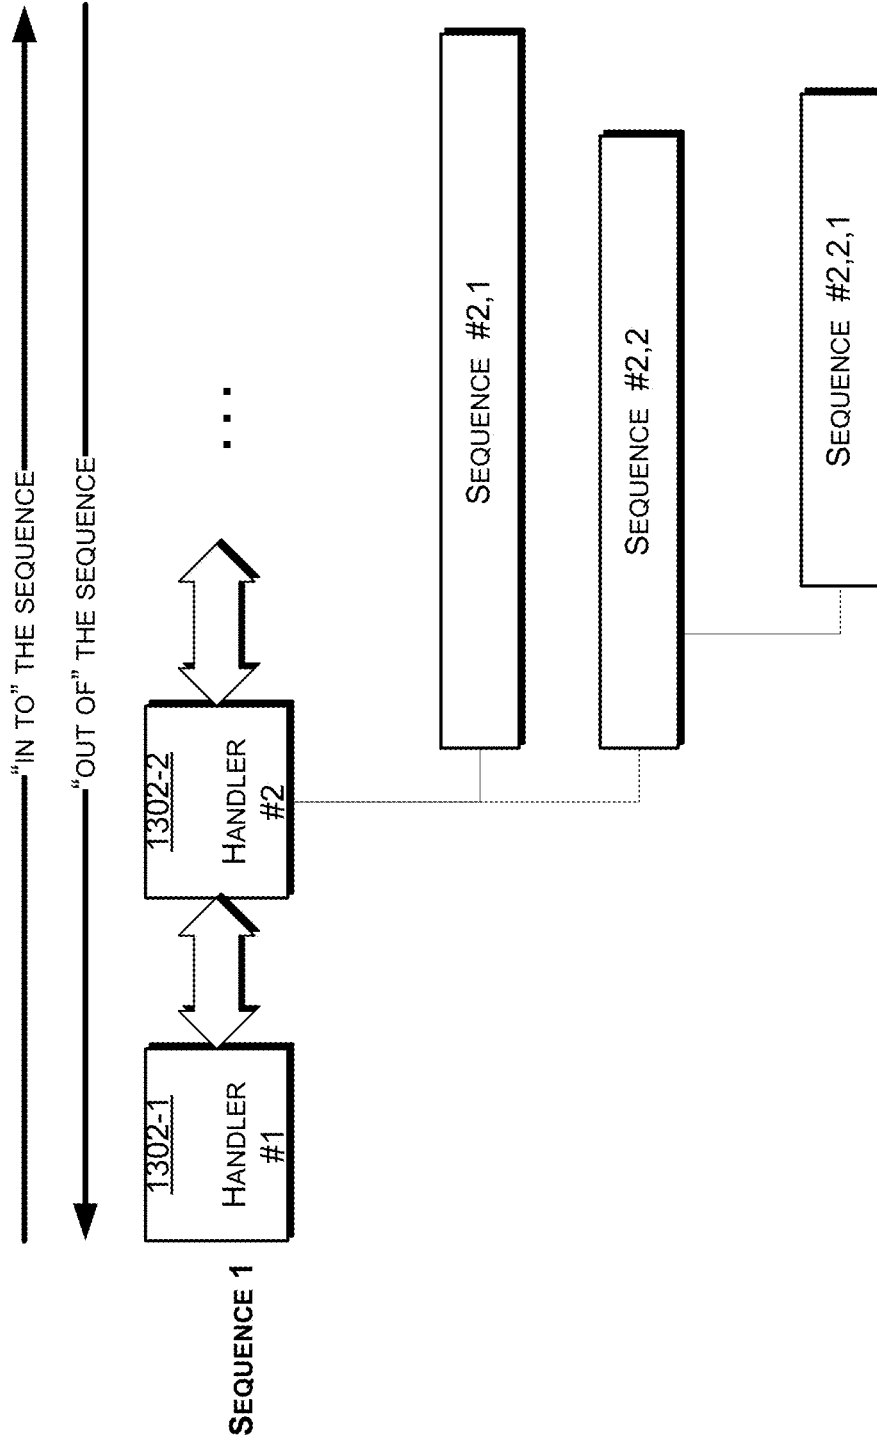 “IN TO” THE SEQUENCE
“OUT OF” THE SEQUENCE
SEQUENCE 1
1302-1
HANDLER
#1
1302-2
HANDLER
#2
...
SEQUENCE #2,1
SEQUENCE #2,2
SEQUENCE #2,2,1